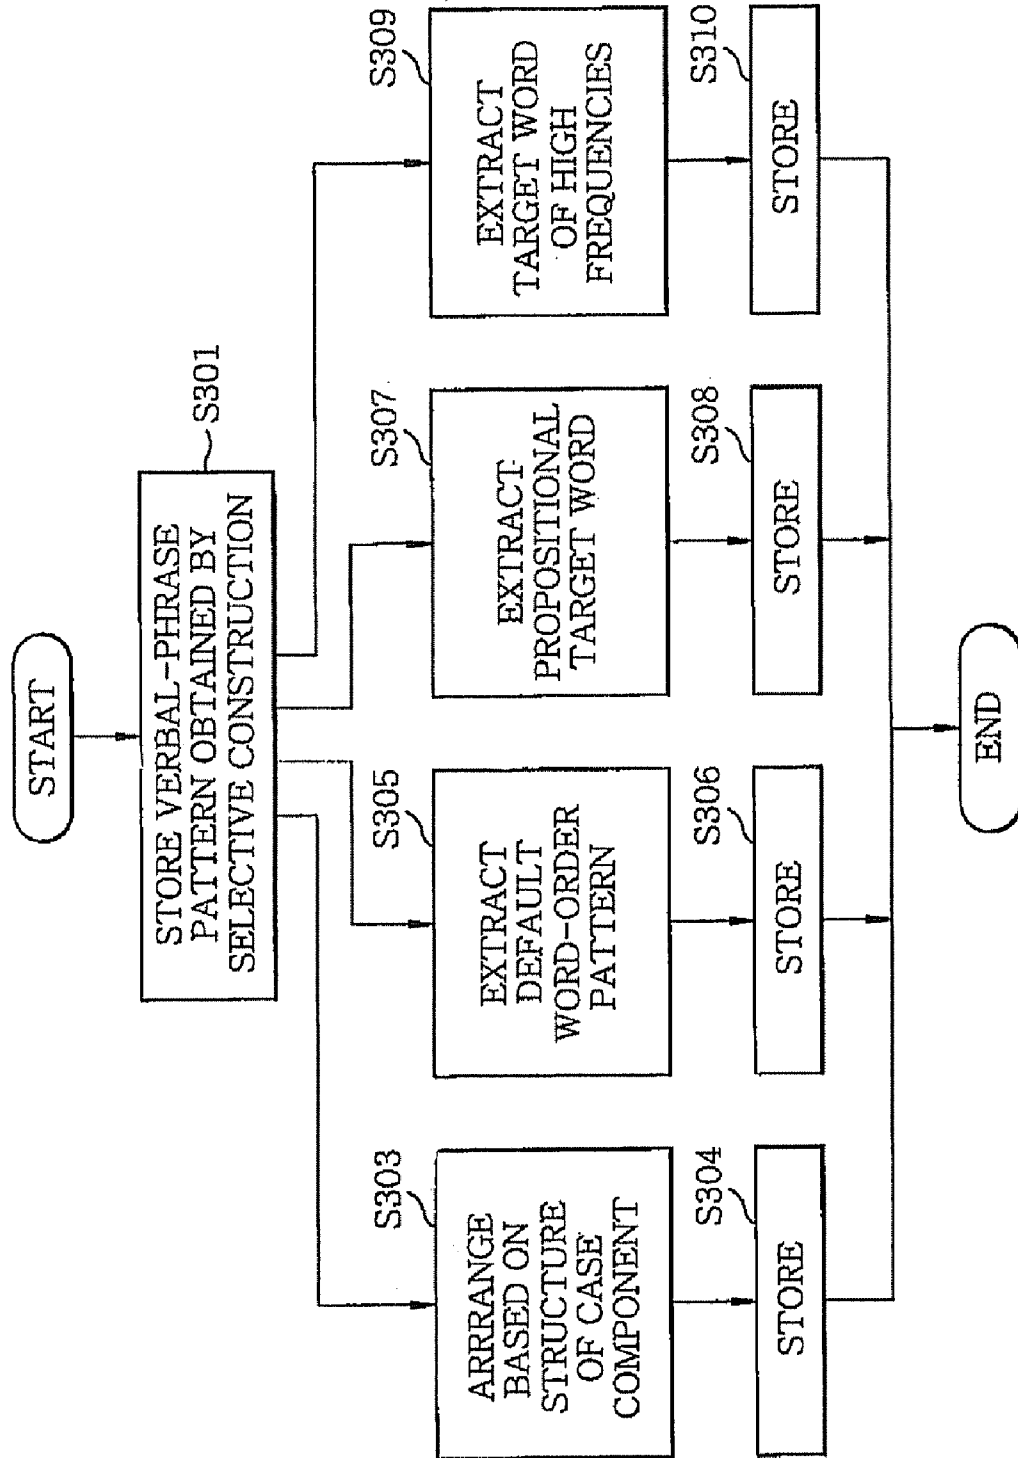 START
STORE VERBAL-PHRASE
PATTERN OBTAINED BY
SELECTIVE CONSTRUCTION
S301
S303
ARRRANGE
BASED ON
STRUCTURE
OF CASE
COMPONENT
S305
EXTRACT
DEFAULT
WORD-ORDER
PATTERN
S307
EXTRACT
PROPOSITIONAL
TARGET WORD
S309
EXTRACT
TARGET WORD
OF HIGH
FREQUENCIES
S304
STORE
S306
STORE
S308
STORE
S310
STORE
END